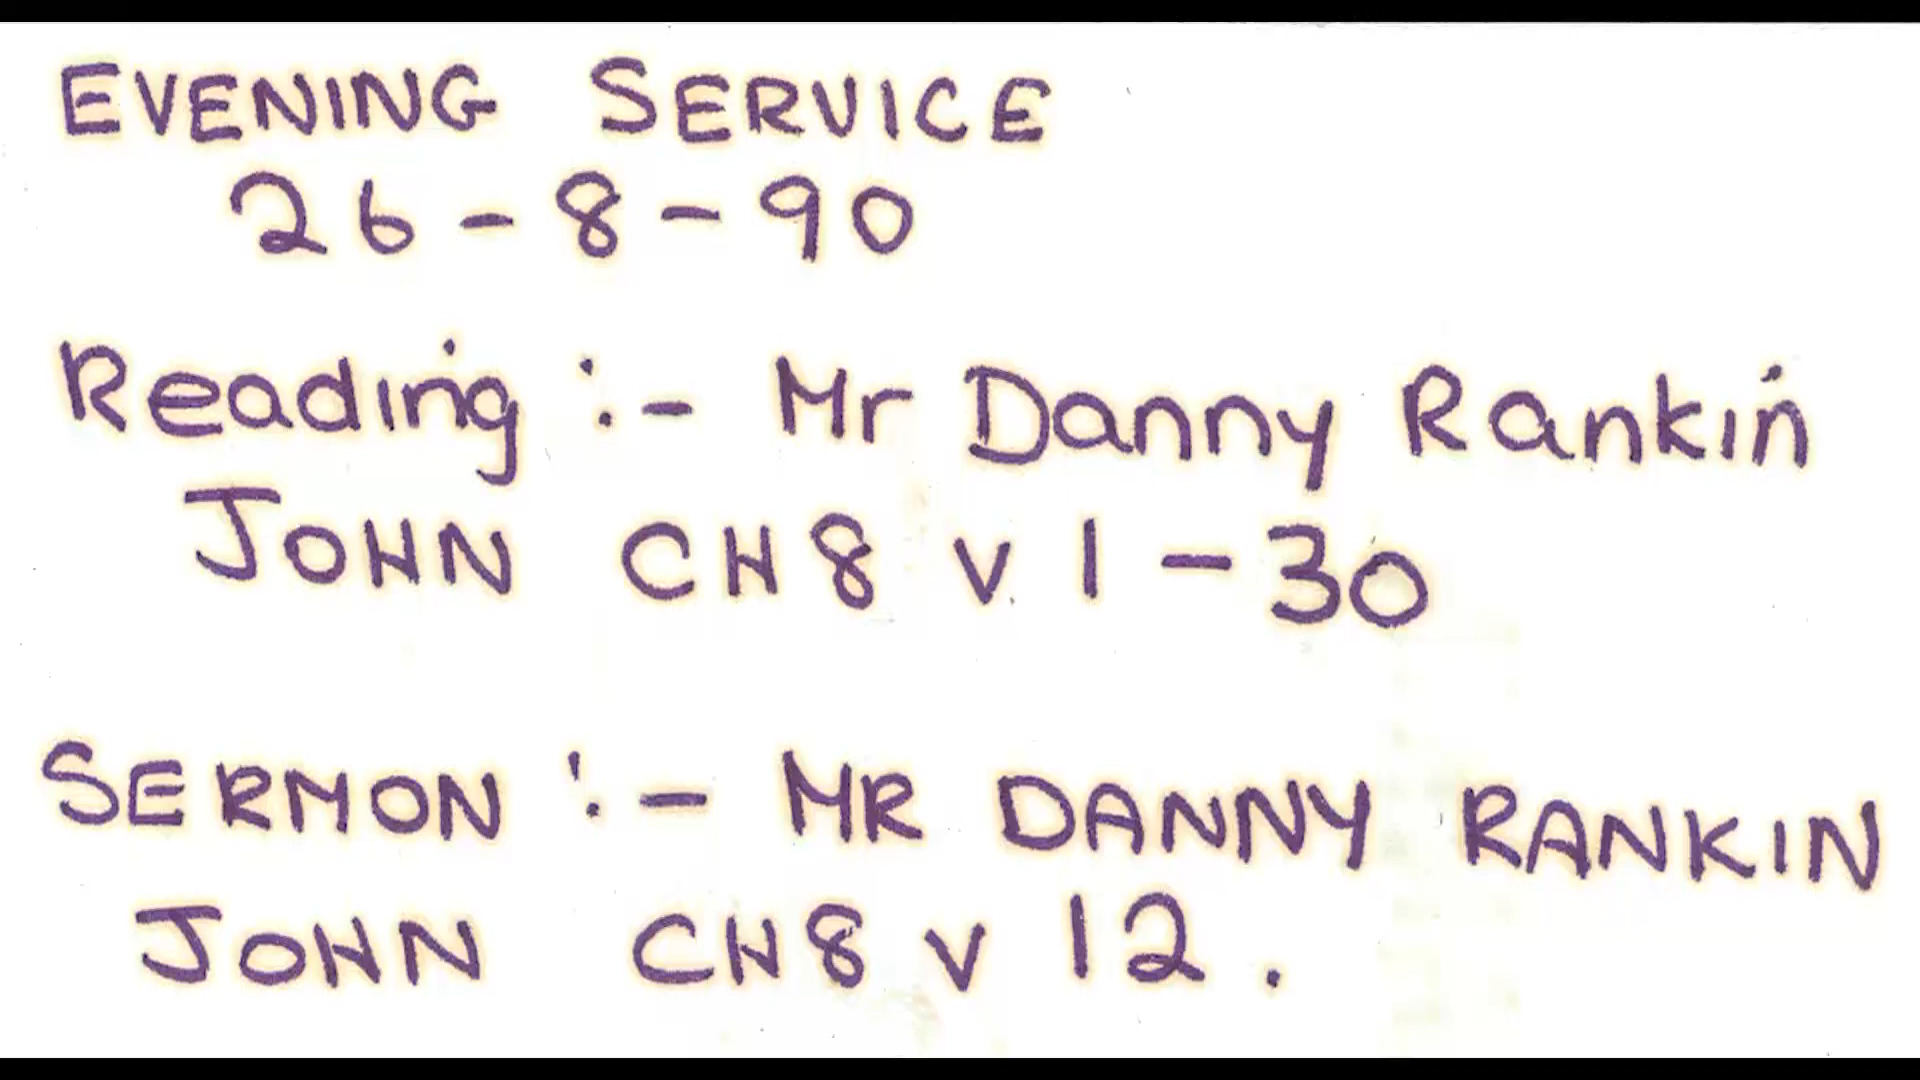 EVENING SERVICE
26-8-90
Reading :- Mr Danny Rankin
JOHN CH8 v 1-30
SERMON :- MR DANNY RANKIN
JOHN CH8 v 12.